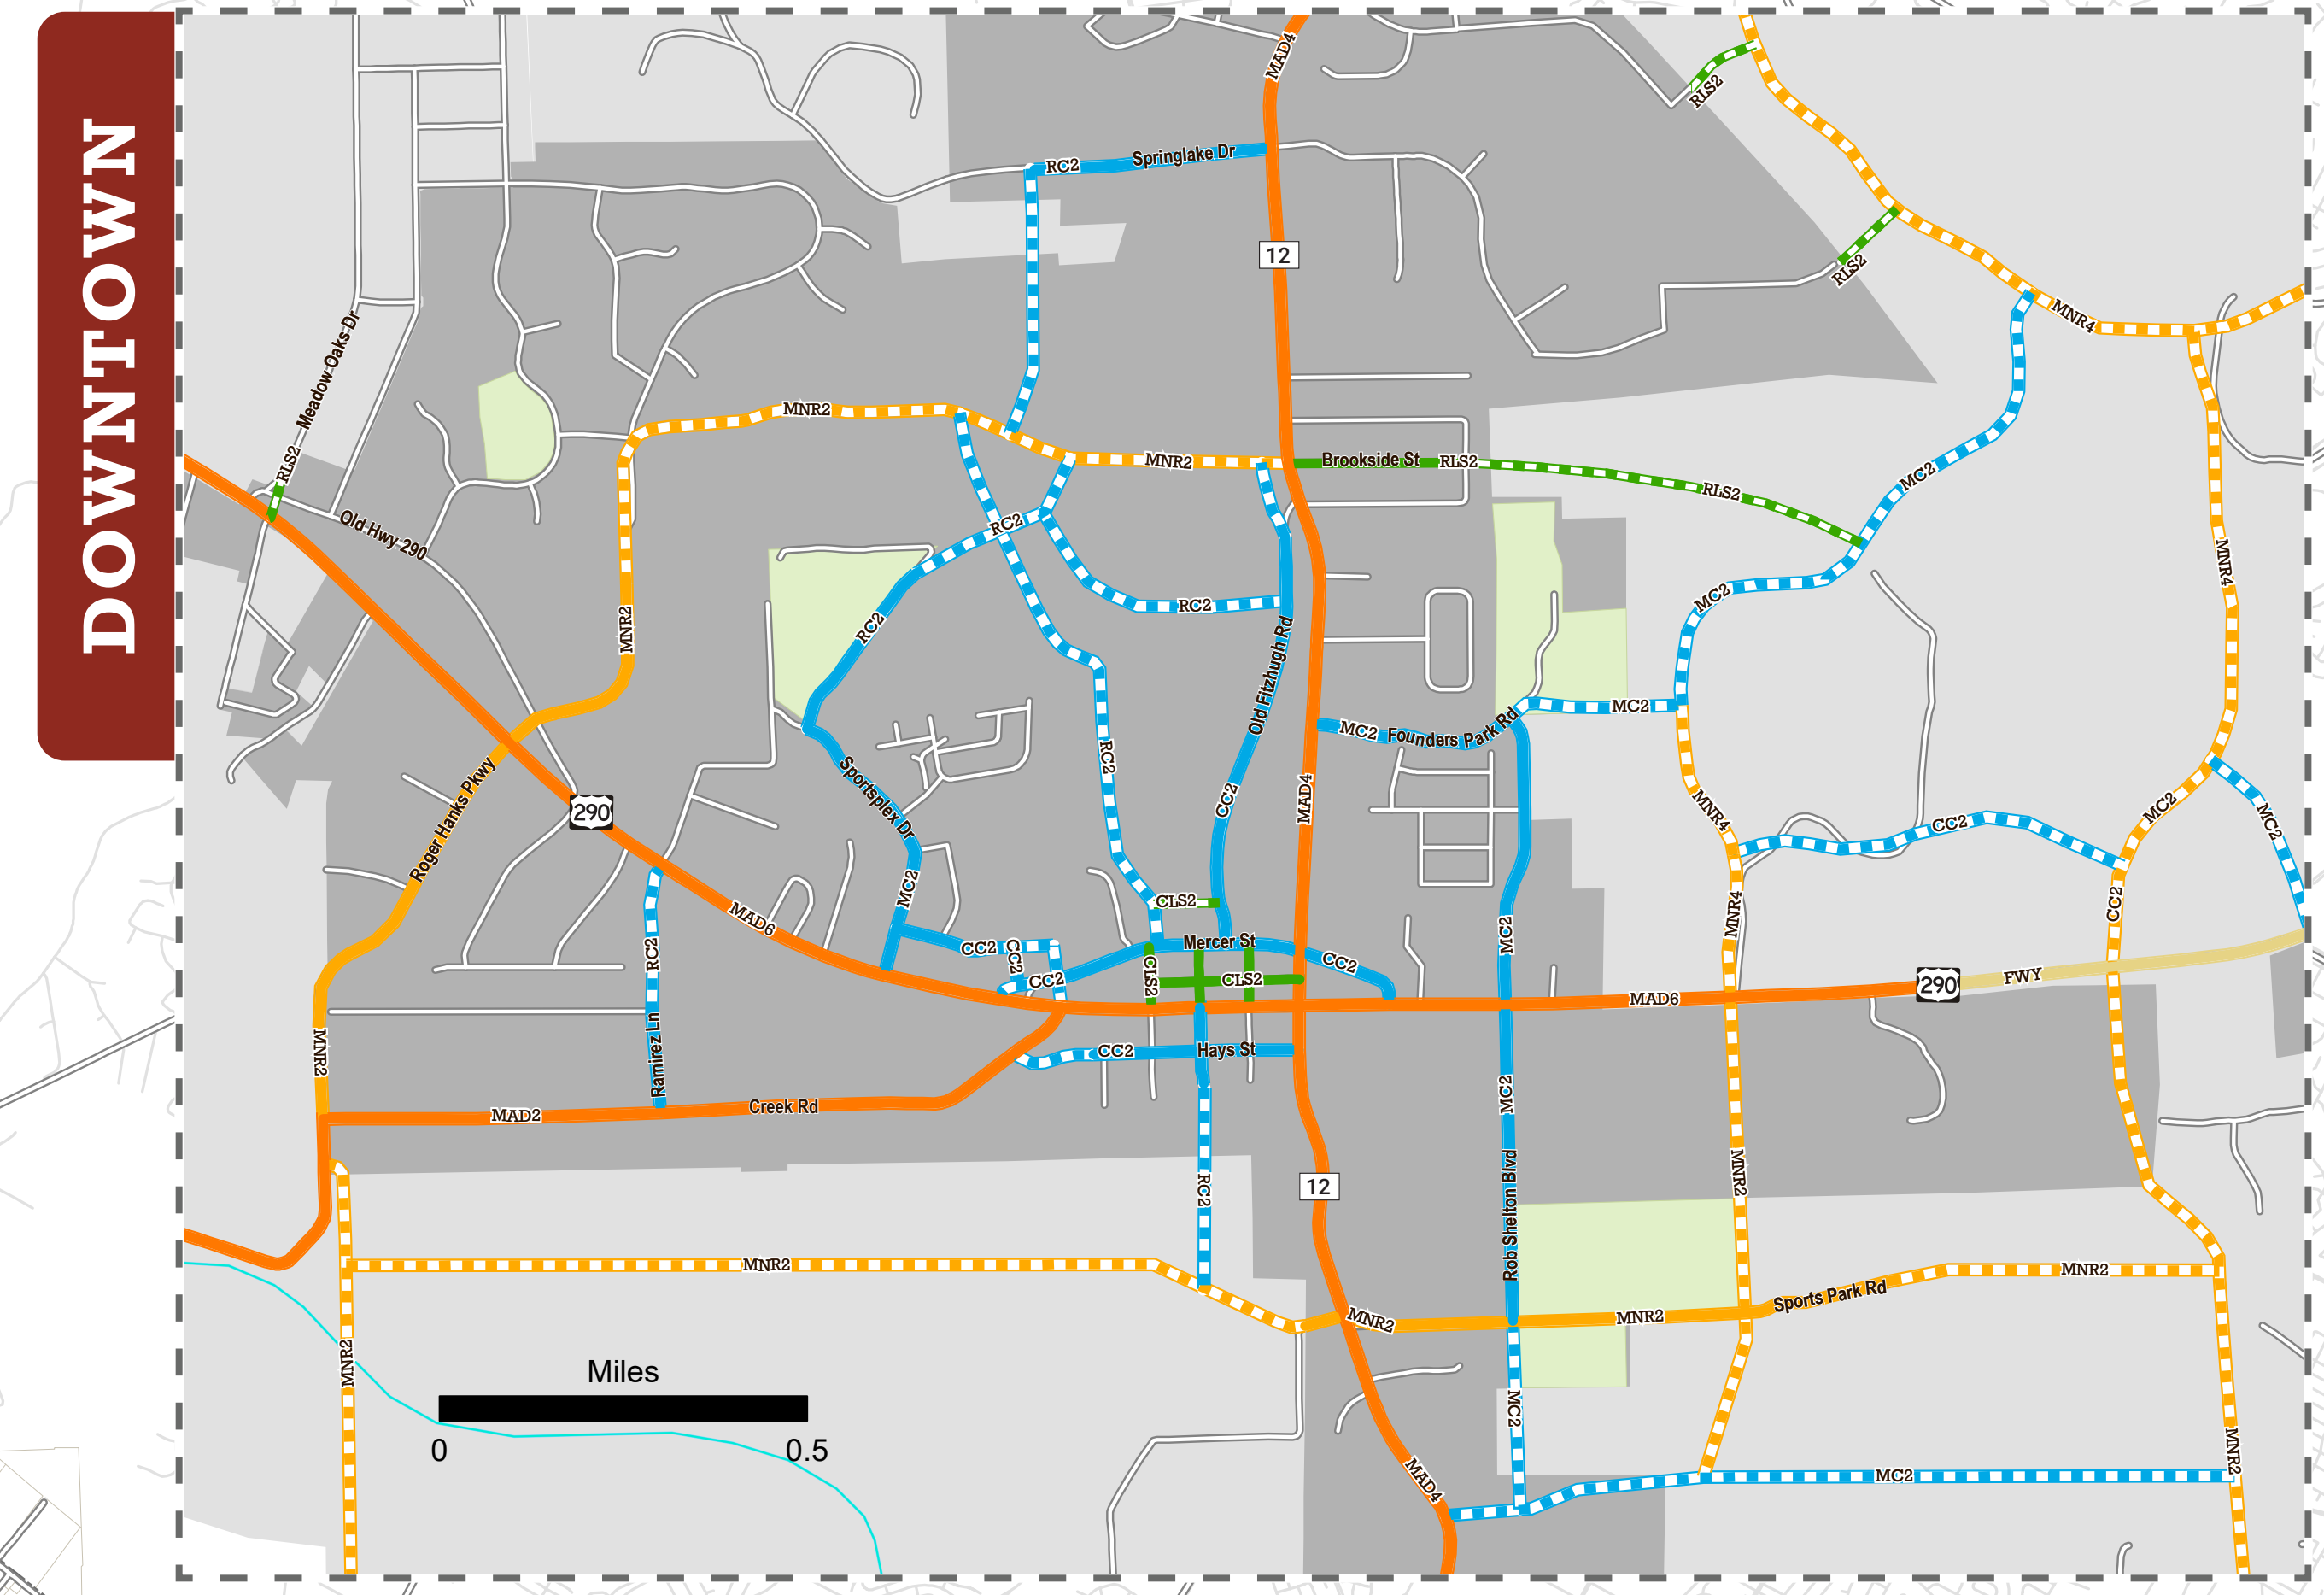 DOWNTOWN
MAD4
RLS2
RC2
Springlake Dr
12
RLS2
MNR4
Meadow Oaks Dr
MNR2
MNR2
Brookside St
RLS2
RLS2
RLS2
MC2
Old Hwy 290
RC2
MNR4
RC2
MC2
MNR2
RC2
Old Fitzhugh Rd
MC2
MC2
Founders Park Rd
RC2
Sportsplex Dr
Roger Hanks Pkwy
290
CC2
MAD4
MNR4
MC2
MC2
CC2
MC2
CLS2
MAD6
MNR4
CC2
MC2
RC2
CC2
CC2
Mercer St
CC2
CC2
CLS2
CLS2
290
FWY
MAD6
MNR2
Ramirez Ln
CC2
Hays St
MC2
MAD2
Creek Rd
RC2
12
MNR2
Rob Shelton Blvd
MNR2
MNR2
Sports Park Rd
MNR2
MNR2
MNR2
Miles
0
0.5
MC2
MNR2
MAD4
MC2